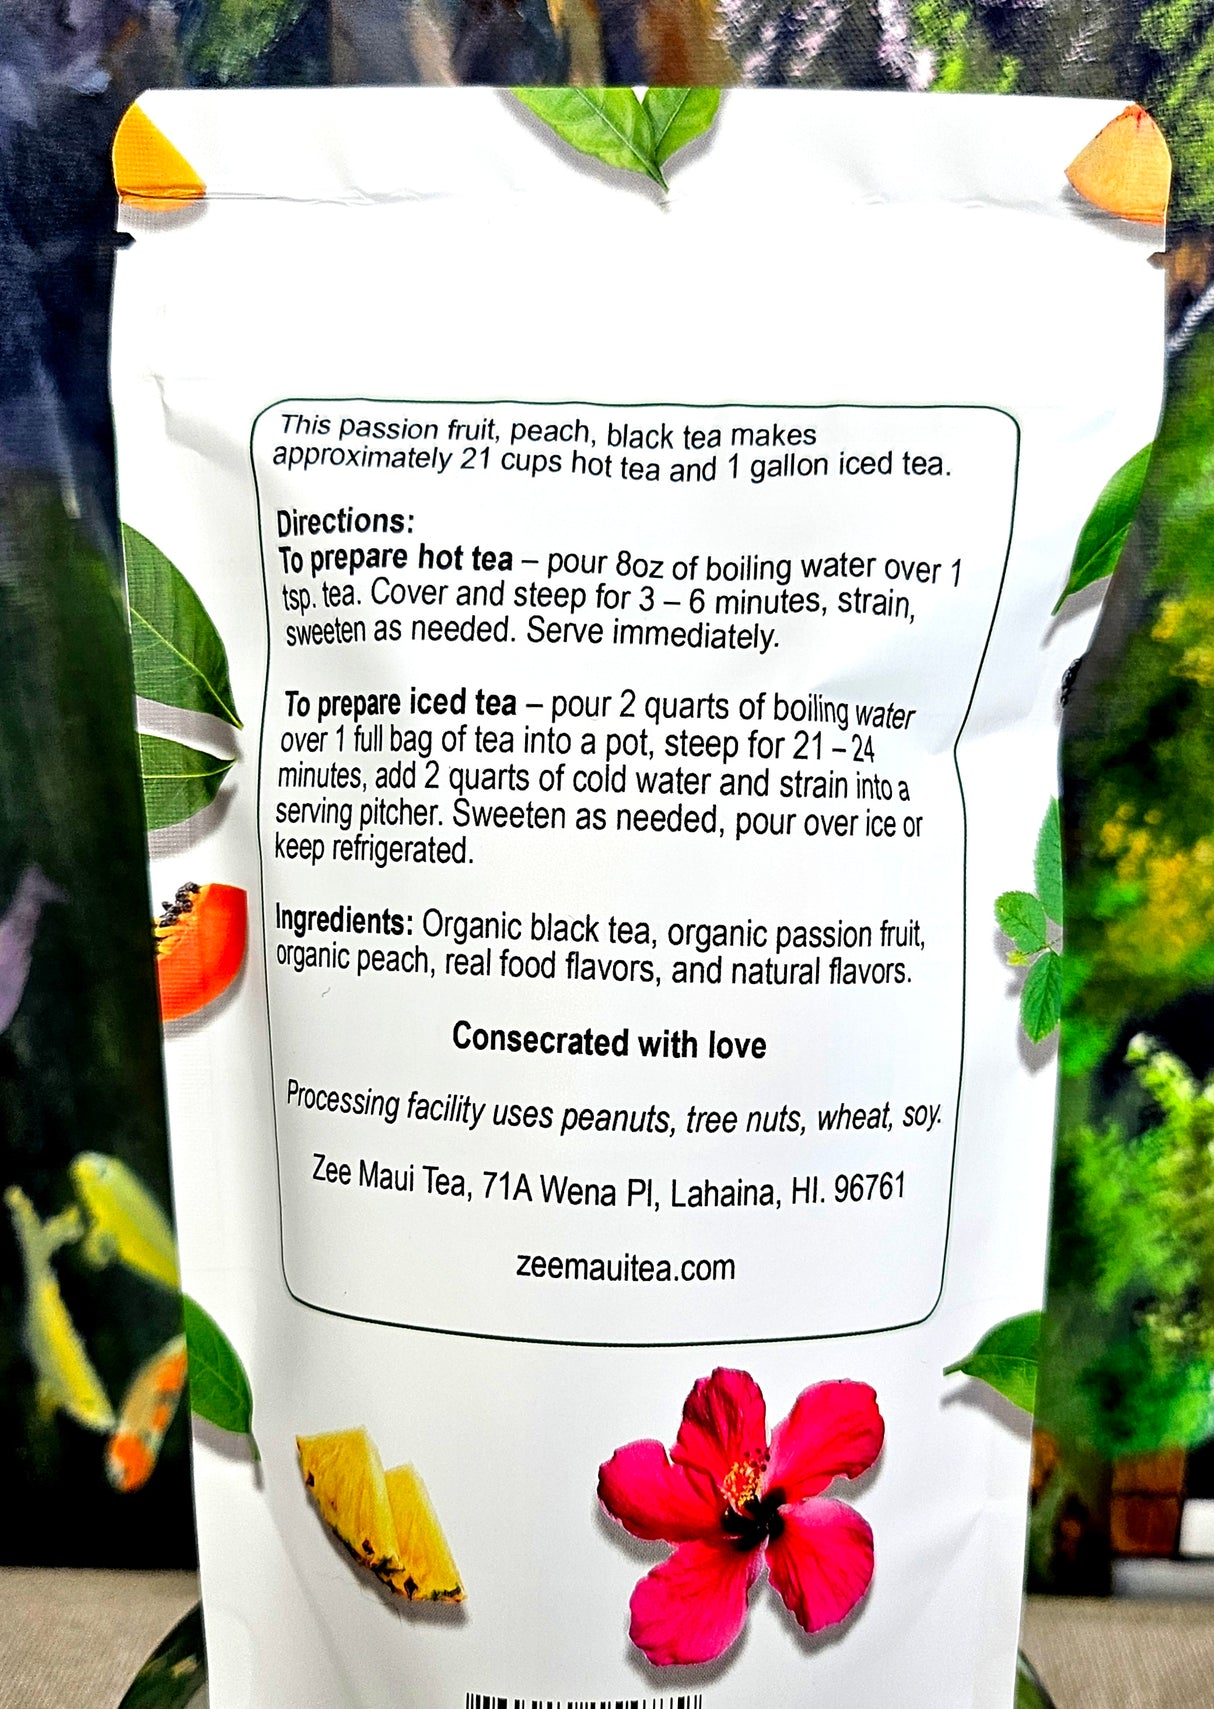 This passion fruit, peach, black tea makes
approximately 21 cups hot tea and 1 gallon iced tea.
Directions:
To prepare hot tea – pour 8oz of boiling water over 1
tsp. tea. Cover and steep for 3 – 6 minutes, strain,
sweeten as needed. Serve immediately.
To prepare iced tea – pour 2 quarts of boiling water
over 1 full bag of tea into a pot, steep for 21 – 24
minutes, add 2 quarts of cold water and strain into a
serving pitcher. Sweeten as needed, pour over ice or
keep refrigerated.
Ingredients: Organic black tea, organic passion fruit,
organic peach, real food flavors, and natural flavors.
Consecrated with love
Processing facility uses peanuts, tree nuts, wheat, soy.
Zee Maui Tea, 71A Wena Pl, Lahaina, HI. 96761
zeemauitea.com